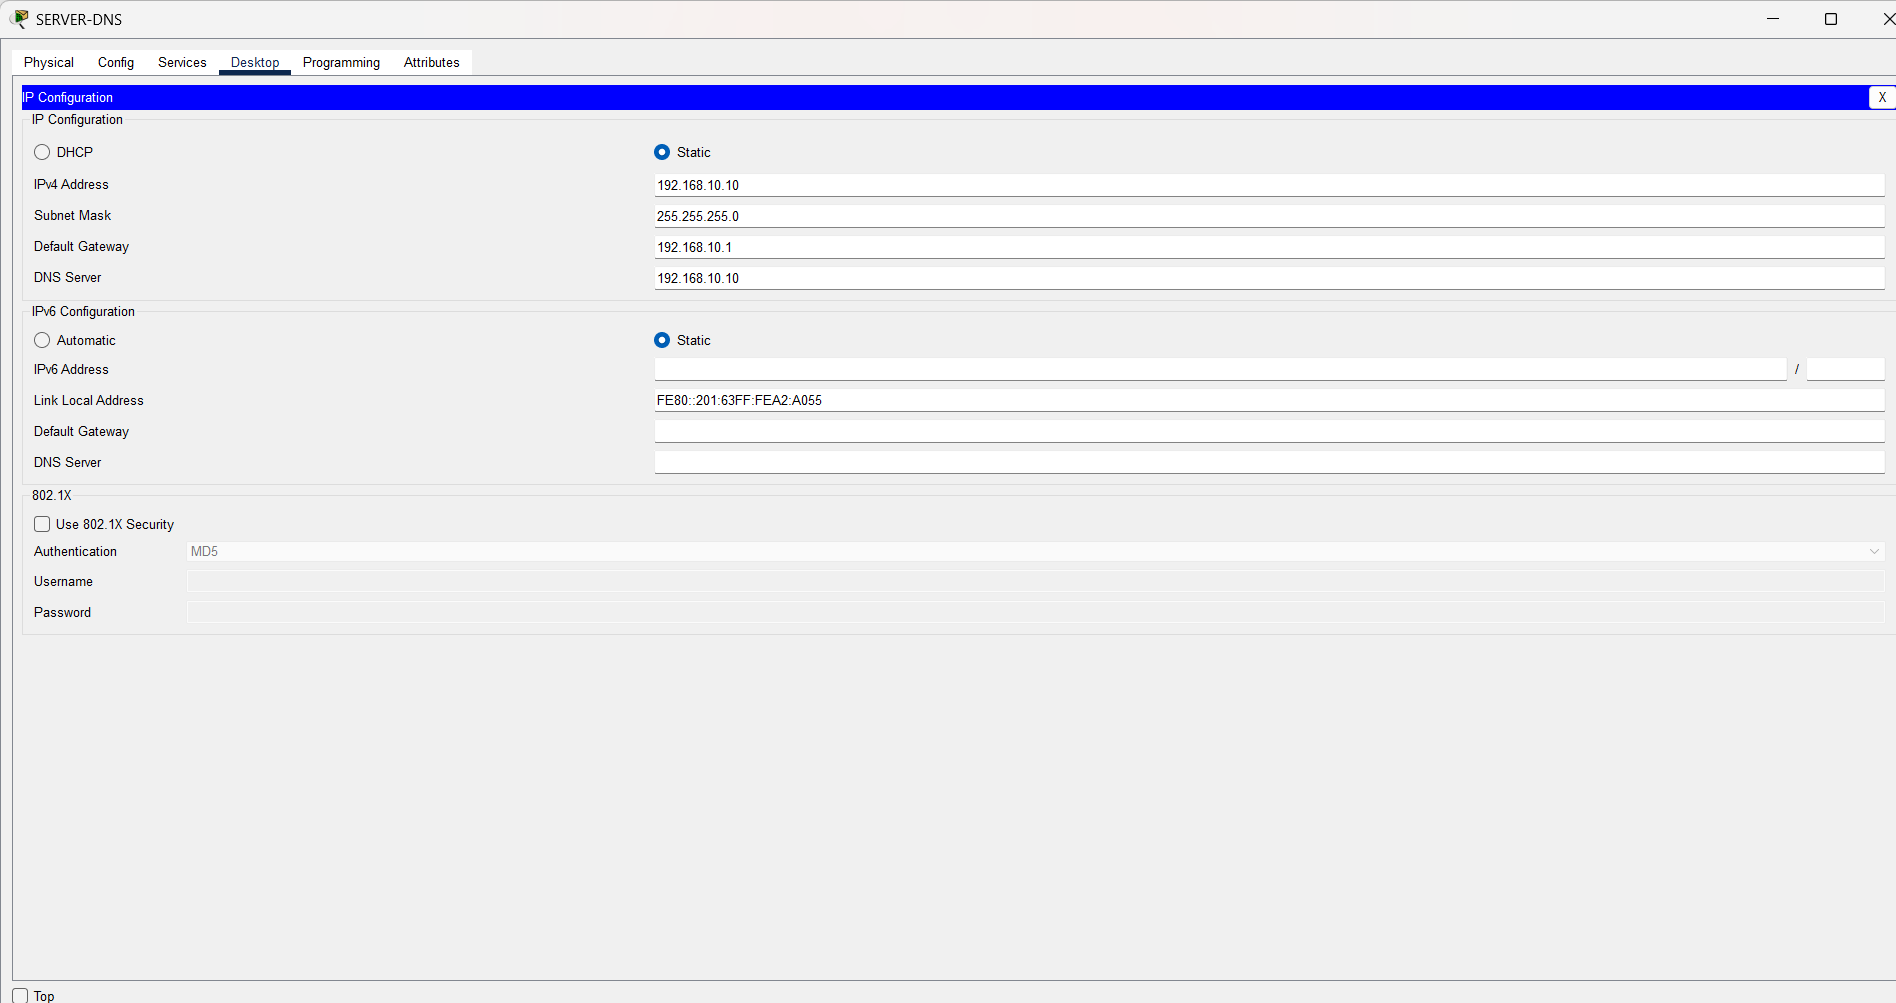 SERVER-DNS
Physical Config Services Desktop Programming Attributes
IP Configuration X
IP Configuration
DHCP Static
IPv4 Address 192.168.10.10
Subnet Mask 255.255.255.0
Default Gateway 192.168.10.1
DNS Server 192.168.10.10
IPv6 Configuration
Automatic Static
IPv6 Address /
Link Local Address FE80::201:63FF:FEA2:A055
Default Gateway
DNS Server
802.1X
Use 802.1X Security
Authentication MD5
Username
Password
Top